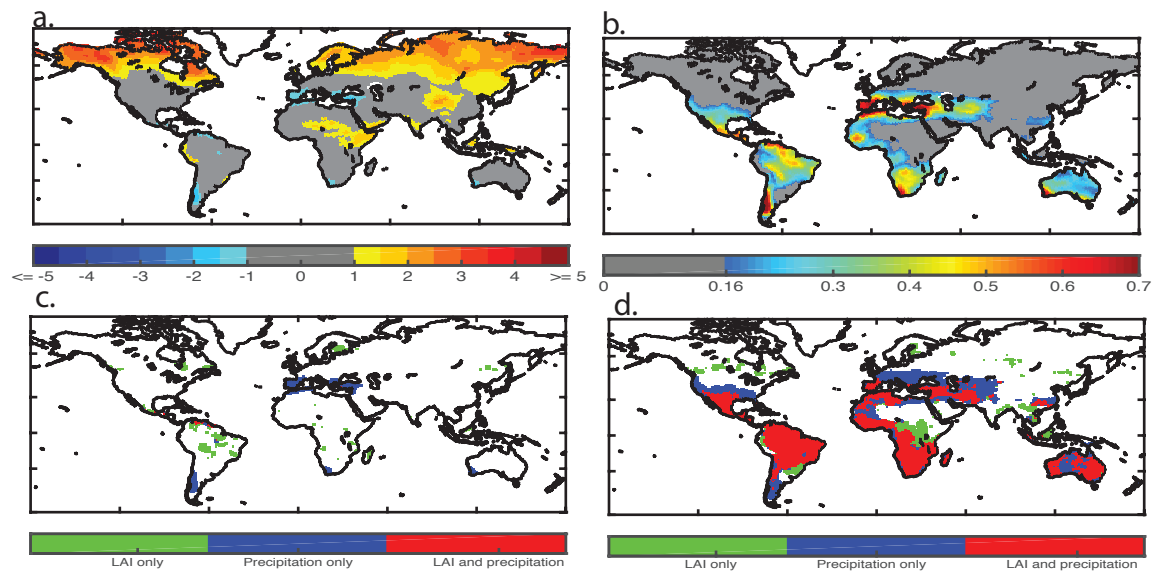 a.
b.
<= -5 -4 -3 -2 -1 0 1 2 3 4 >= 5
0 0.16 0.3 0.4 0.5 0.6 0.7
c.
d.
LAI only Precipitation only LAI and precipitation
LAI only Precipitation only LAI and precipitation